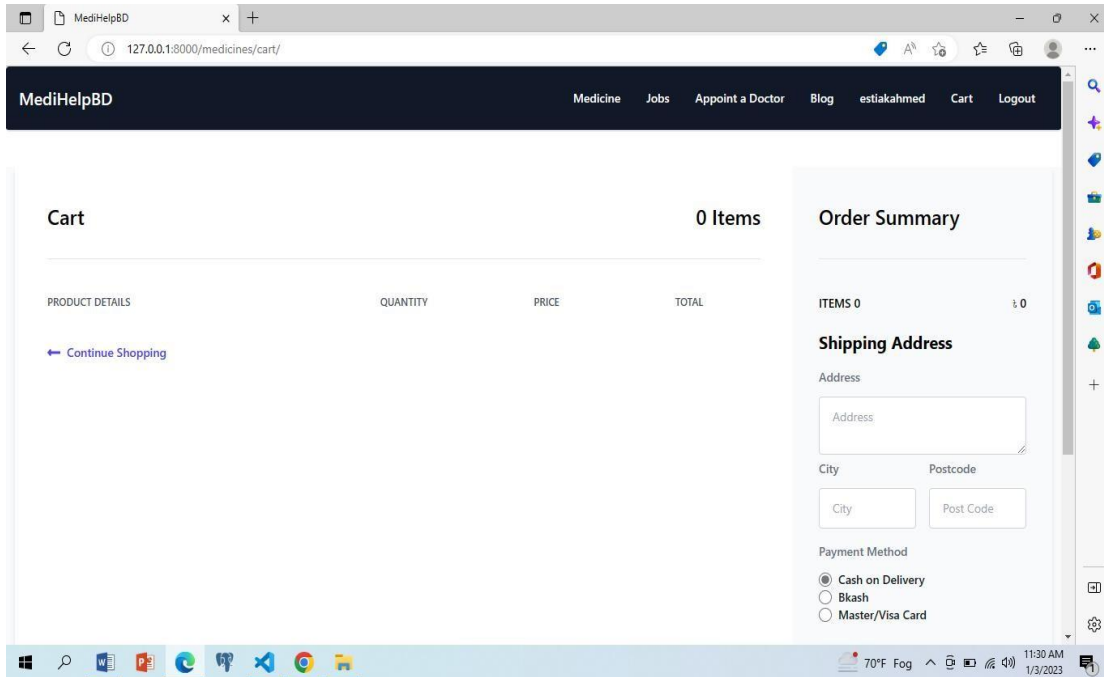 MediHelpBD
127.0.0.1:8000/medicines/cart/
MediHelpBD Medicine Jobs Appoint a Doctor Blog estiakahmed Cart Logout
Cart 0 Items
PRODUCT DETAILS QUANTITY PRICE TOTAL
Continue Shopping
Order Summary
ITEMS 0 ৳ 0
Shipping Address
Address
Address
City Postcode
City Post Code
Payment Method
Cash on Delivery
Bkash
Master/Visa Card
70°F Fog 11:30 AM
1/3/2023